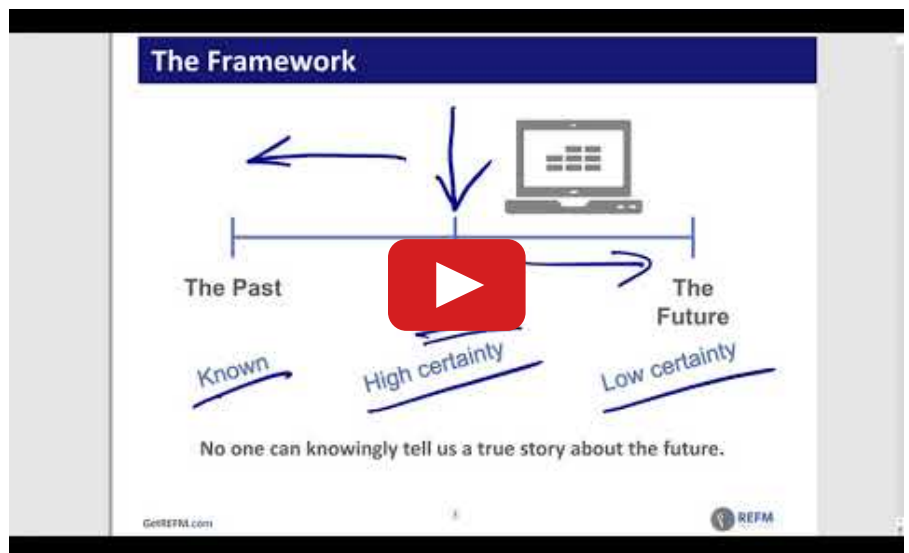 The Framework
The Past
The
Future
Known
High certainty
Low certainty
No one can knowingly tell us a true story about the future.
GetREFM.com
REFM